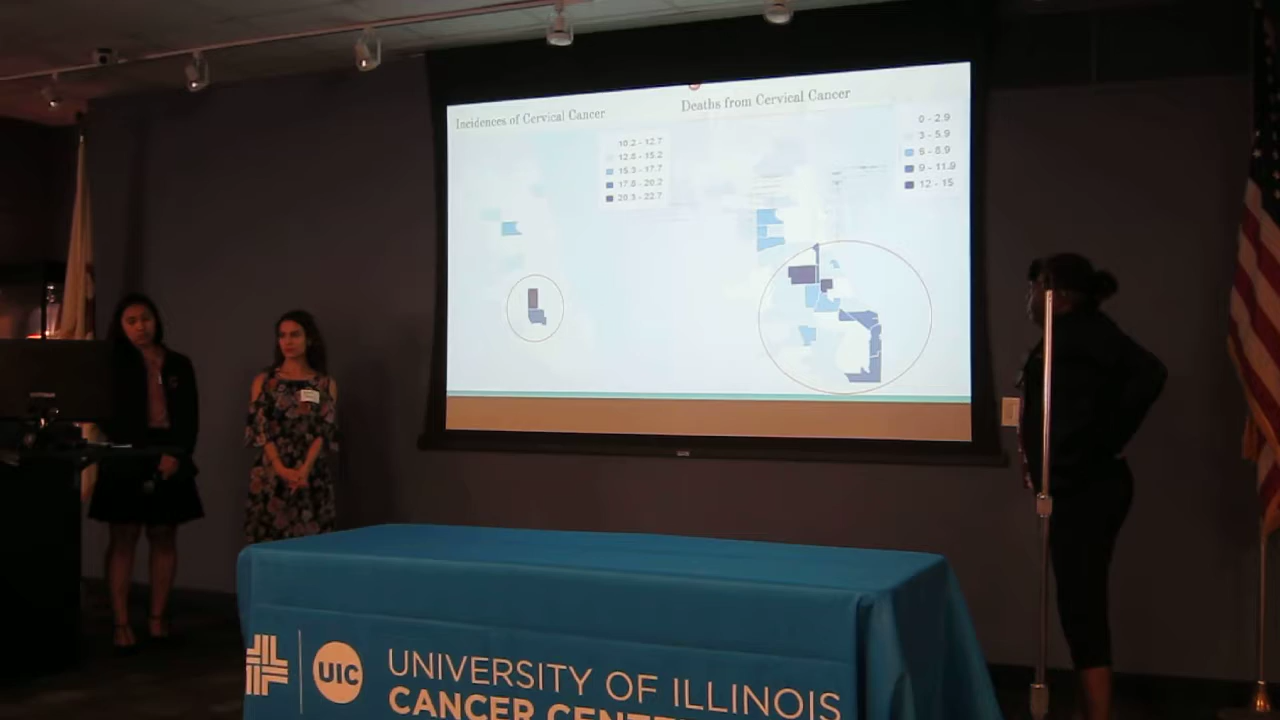 Incidences of Cervical Cancer
Deaths from Cervical Cancer
10.2 - 12.7
12.8 - 15.2
15.3 - 17.7
17.8 - 20.2
20.3 - 22.7
0 - 2.9
3 - 5.9
6 - 8.9
9 - 11.9
12 - 15
UIC
UNIVERSITY OF ILLINOIS
CANCER